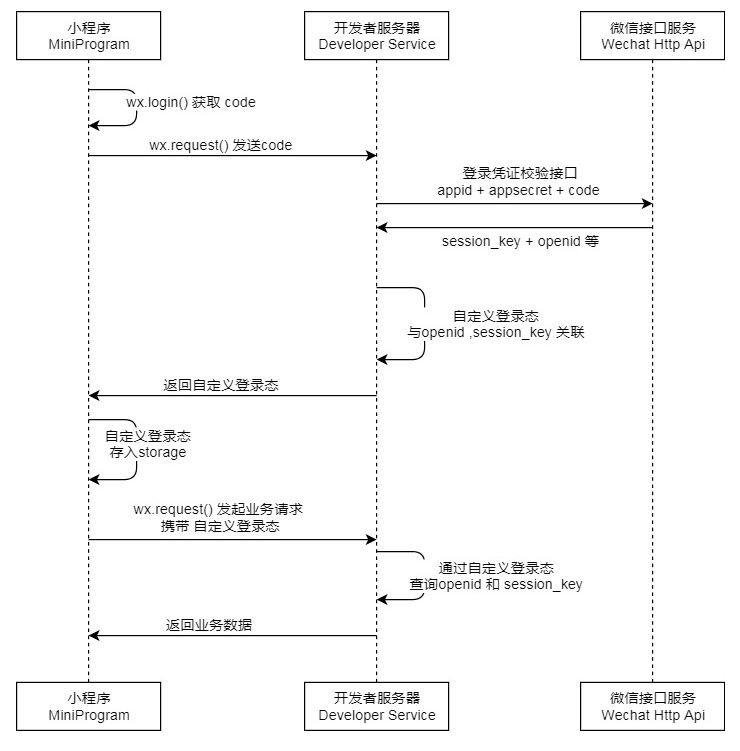 小程序
MiniProgram
开发者服务器
Developer Service
微信接口服务
Wechat Http Api
wx.login() 获取 code
wx.request() 发送code
登录凭证校验接口
appid + appsecret + code
session_key + openid 等
自定义登录态
与openid ,session_key 关联
返回自定义登录态
自定义登录态
存入storage
wx.request() 发起业务请求
携带 自定义登录态
通过自定义登录态
查询openid 和 session_key
返回业务数据
小程序
MiniProgram
开发者服务器
Developer Service
微信接口服务
Wechat Http Api